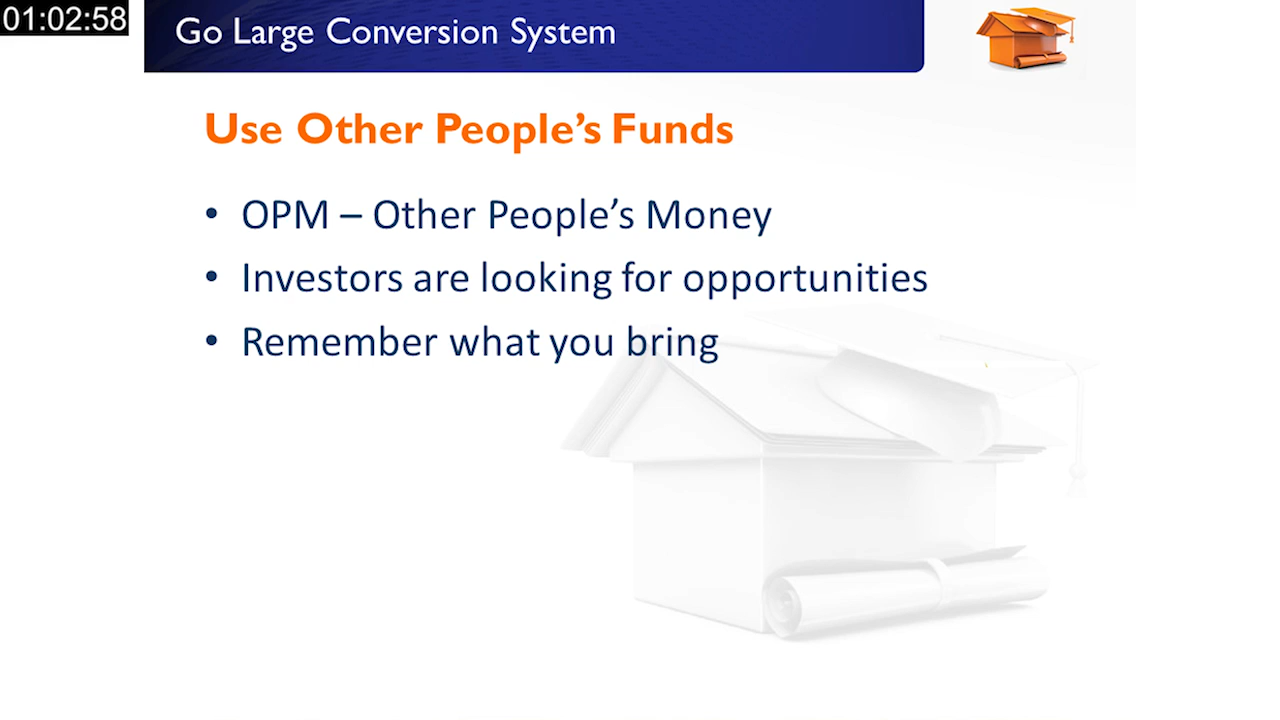 01:02:58
Go Large Conversion System
Use Other People’s Funds
• OPM – Other People’s Money
• Investors are looking for opportunities
• Remember what you bring